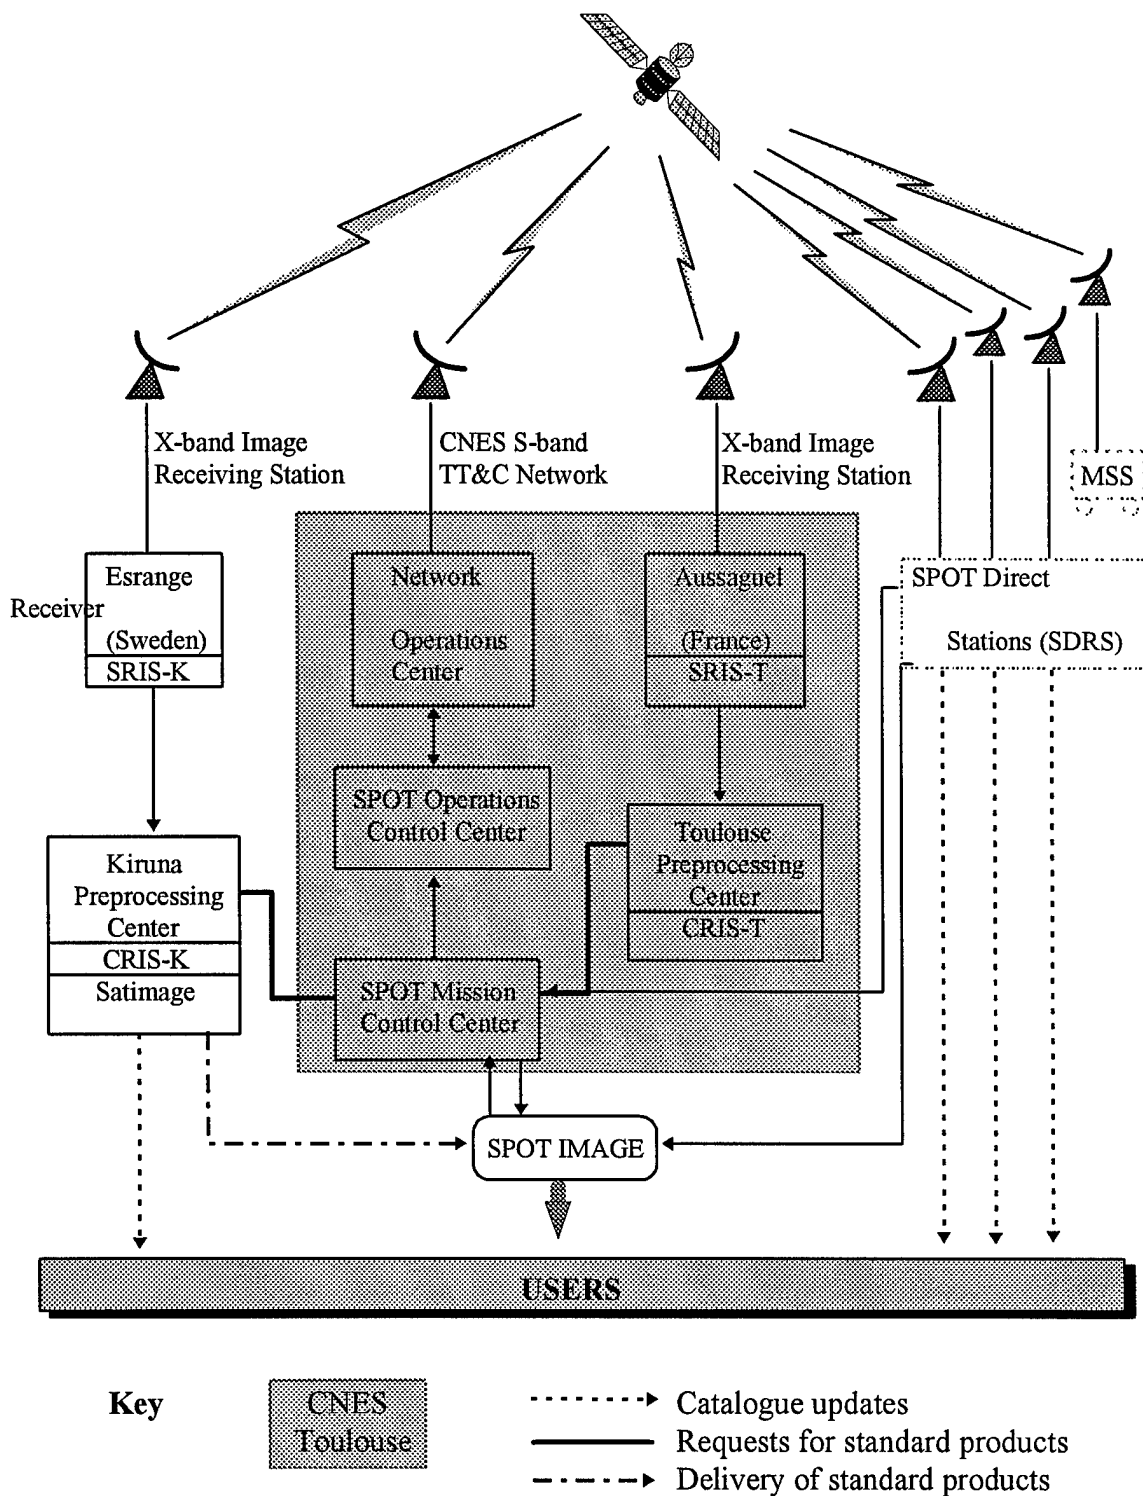 X-band Image
Receiving Station
CNES S-band
TT&C Network
X-band Image
Receiving Station
MSS
Esrange
Receiver
(Sweden)
SRIS-K
Network
Operations
Center
Aussaguel
(France)
SRIS-T
SPOT Direct
Stations (SDRS)
SPOT Operations
Control Center
Toulouse
Preprocessing
Center
CRIS-T
Kiruna
Preprocessing
Center
CRIS-K
Satimage
SPOT Mission
Control Center
SPOT IMAGE
USERS
Key
CNES
Toulouse
Catalogue updates
Requests for standard products
Delivery of standard products